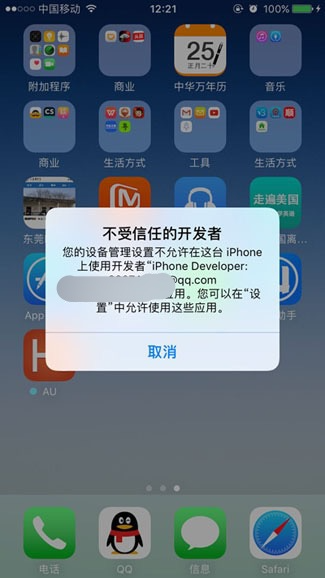 中国移动
12:21
100%
附加程序
商业
中华万年历
音乐
25
正月二十
商业
生活方式
工具
生活方式
走遍美国
东莞
不受信任的开发者
您的设备管理设置不允许在这台 iPhone
上使用开发者“iPhone Developer:
@qq.com
应用。您可以在“设
置”中允许使用这些应用。
取消
App
助手
AU
电话
QQ
信息
Safari